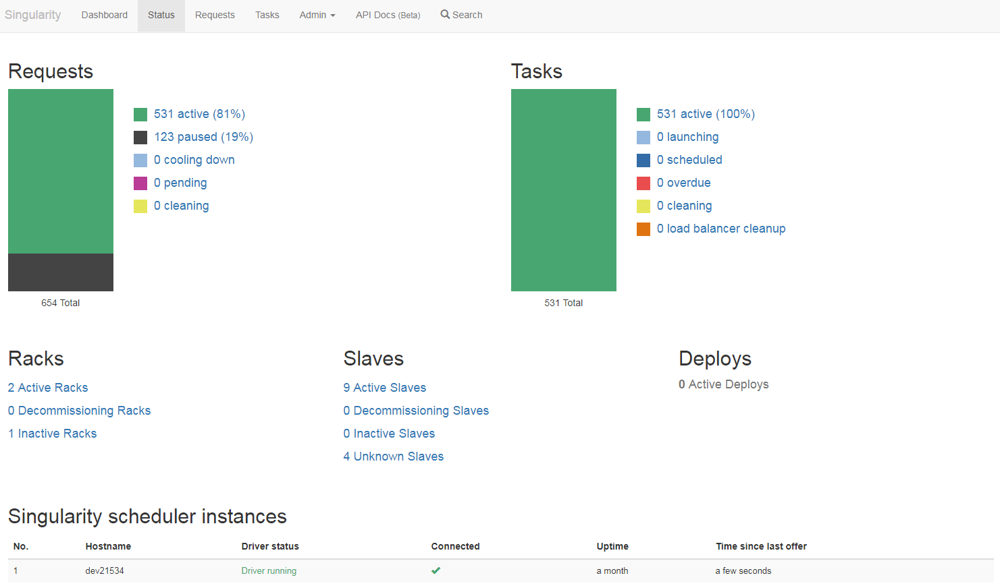 Singularity Dashboard Status Requests Tasks Admin API Docs (Beta) Search
Requests
531 active (81%)
123 paused (19%)
0 cooling down
0 pending
0 cleaning
654 Total
Tasks
531 active (100%)
0 launching
0 scheduled
0 overdue
0 cleaning
0 load balancer cleanup
531 Total
Racks
2 Active Racks
0 Decommissioning Racks
1 Inactive Racks
Slaves
9 Active Slaves
0 Decommissioning Slaves
0 Inactive Slaves
4 Unknown Slaves
Deploys
0 Active Deploys
Singularity scheduler instances
No. Hostname Driver status Connected Uptime Time since last offer
1 dev21534 Driver running a month a few seconds